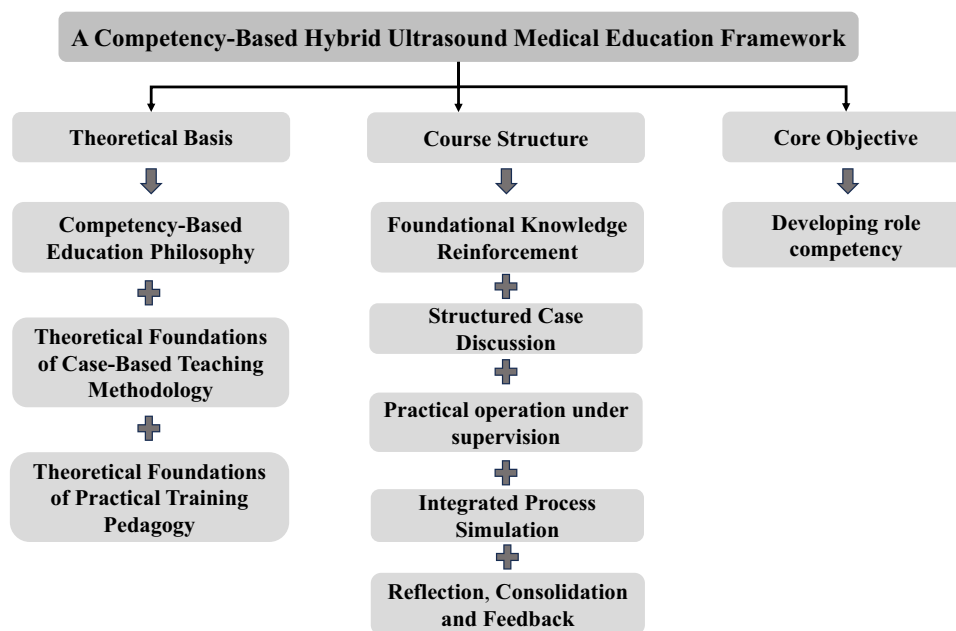 A Competency-Based Hybrid Ultrasound Medical Education Framework
Theoretical Basis
Competency-Based
Education Philosophy
Theoretical Foundations
of Case-Based Teaching
Methodology
Theoretical Foundations
of Practical Training
Pedagogy
Course Structure
Foundational Knowledge
Reinforcement
Structured Case
Discussion
Practical operation under
supervision
Integrated Process
Simulation
Reflection, Consolidation
and Feedback
Core Objective
Developing role
competency